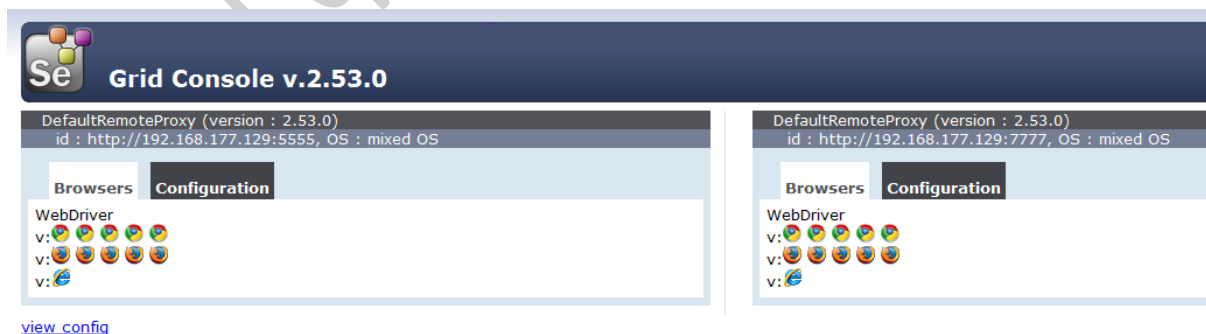 Se
Grid Console v.2.53.0
DefaultRemoteProxy (version : 2.53.0)
id : http://192.168.177.129:5555, OS : mixed OS
Browsers Configuration
WebDriver
v:
v:
v:
DefaultRemoteProxy (version : 2.53.0)
id : http://192.168.177.129:7777, OS : mixed OS
Browsers Configuration
WebDriver
v:
v:
v:
view config